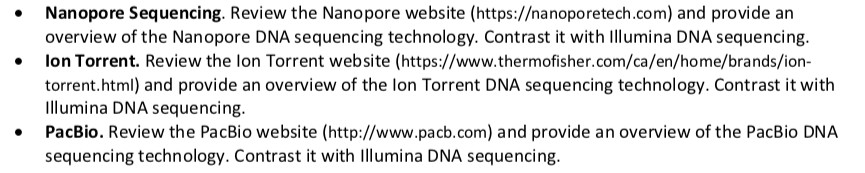 • Nanopore Sequencing. Review the Nanopore website (https://nanoporetech.com) and provide an
overview of the Nanopore DNA sequencing technology. Contrast it with Illumina DNA sequencing.
• Ion Torrent. Review the Ion Torrent website (https://www.thermofisher.com/ca/en/home/brands/ion-
torrent.html) and provide an overview of the Ion Torrent DNA sequencing technology. Contrast it with
Illumina DNA sequencing.
• PacBio. Review the PacBio website (http://www.pacb.com) and provide an overview of the PacBio DNA
sequencing technology. Contrast it with Illumina DNA sequencing.